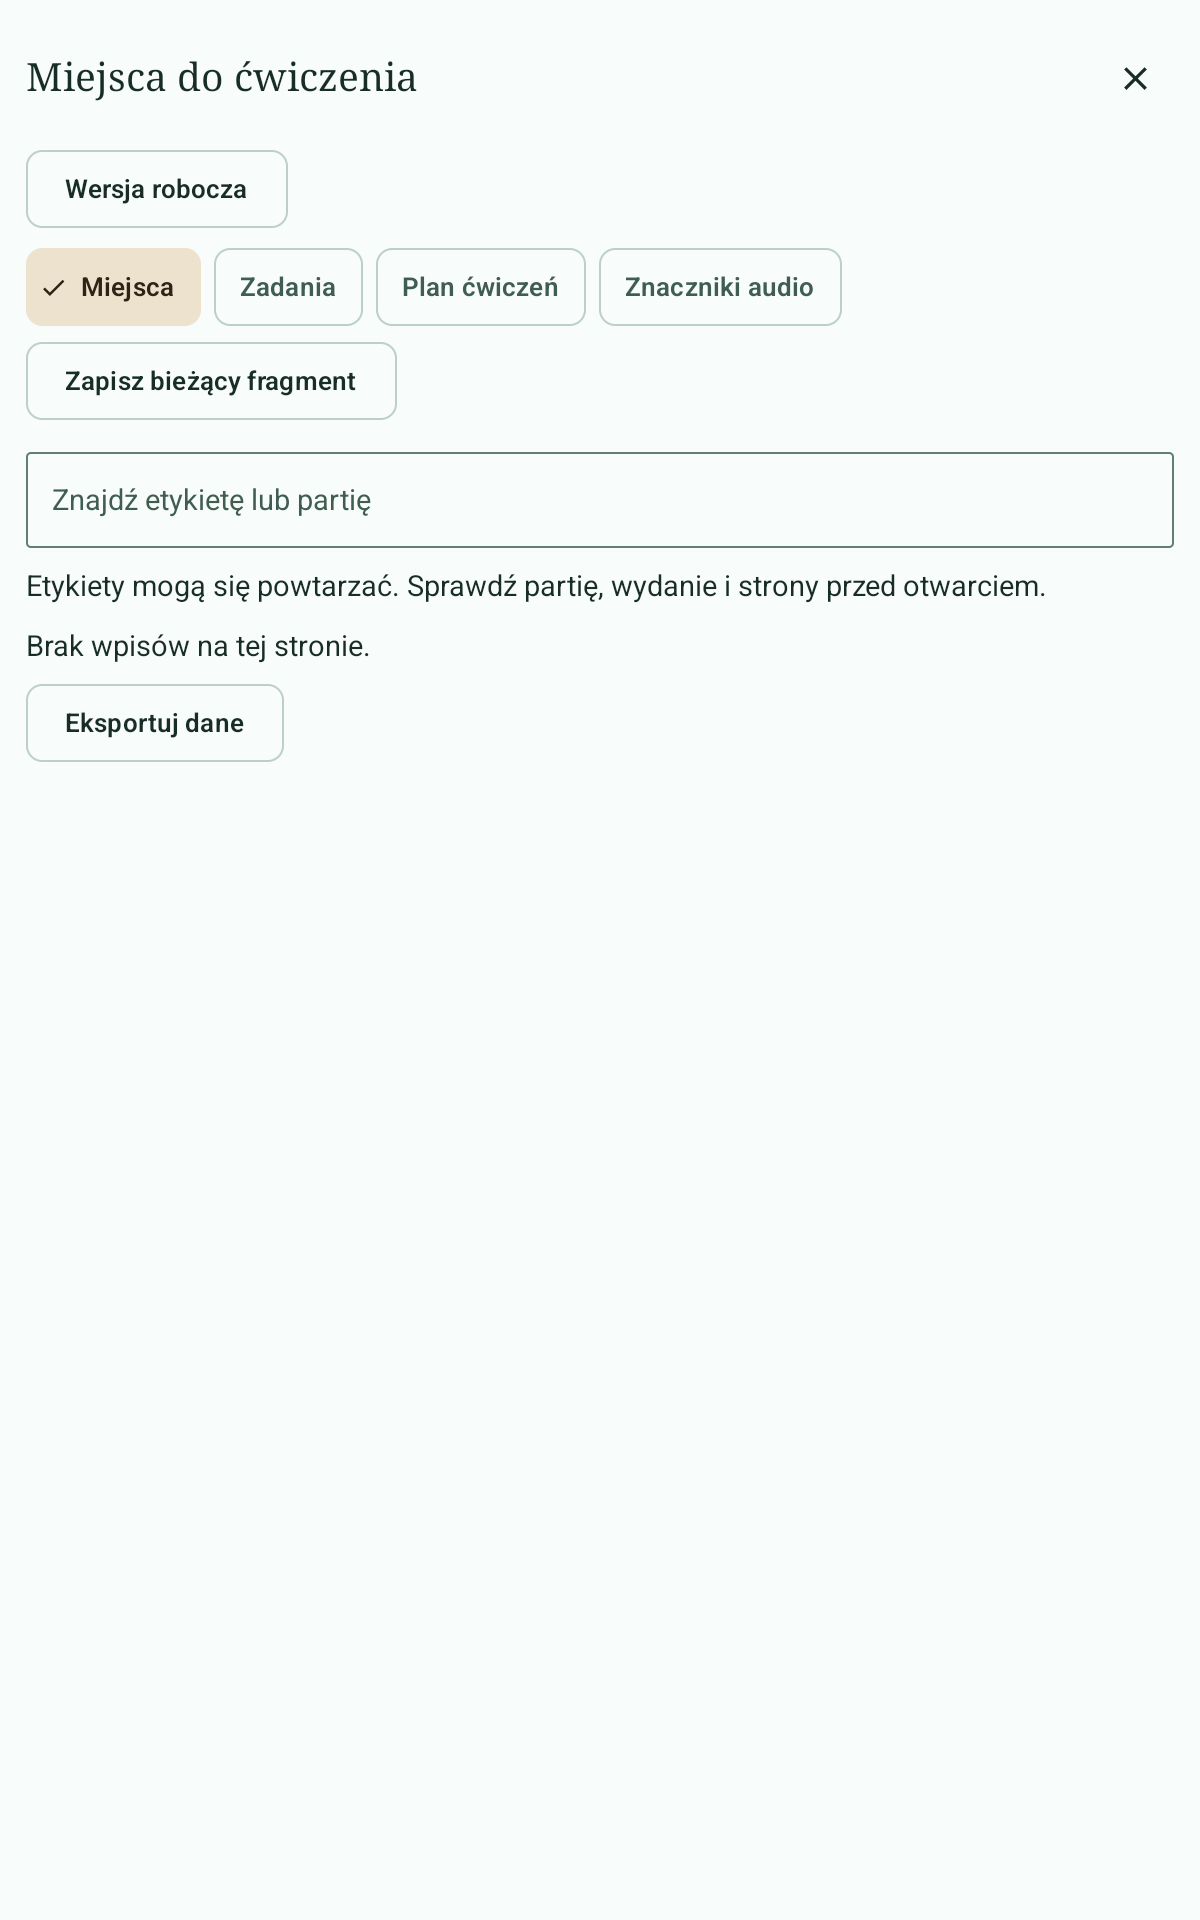 Miejsca do ćwiczenia
Wersja robocza
Miejsca Zadania Plan ćwiczeń Znaczniki audio
Zapisz bieżący fragment
Znajdź etykietę lub partię
Etykiety mogą się powtarzać. Sprawdź partię, wydanie i strony przed otwarciem.
Brak wpisów na tej stronie.
Eksportuj dane